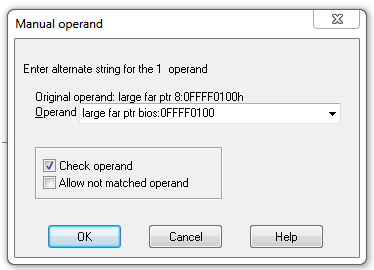 Manual operand
Enter alternate string for the 1 operand
Original operand: large far ptr 8:0FFFF0100h
Operand large far ptr bios:0FFFF0100
Check operand
Allow not matched operand
OK Cancel Help